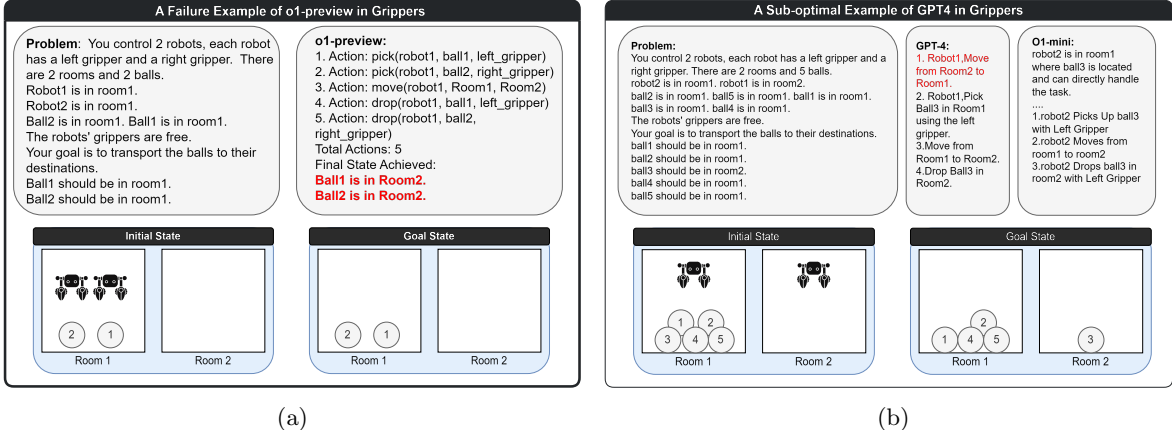 A Failure Example of o1-preview in Grippers
Problem: You control 2 robots, each robot
has a left gripper and a right gripper. There
are 2 rooms and 2 balls.
Robot1 is in room1.
Robot2 is in room1.
Ball2 is in room1. Ball1 is in room1.
The robots' grippers are free.
Your goal is to transport the balls to their
destinations.
Ball1 should be in room1.
Ball2 should be in room1.
o1-preview:
1. Action: pick(robot1, ball1, left_gripper)
2. Action: pick(robot1, ball2, right_gripper)
3. Action: move(robot1, Room1, Room2)
4. Action: drop(robot1, ball1, left_gripper)
5. Action: drop(robot1, ball2,
right_gripper)
Total Actions: 5
Final State Achieved:
Ball1 is in Room2.
Ball2 is in Room2.
Initial State
2
1
Room 1
Room 2
Goal State
2
1
Room 1
Room 2
(a)
A Sub-optimal Example of GPT4 in Grippers
Problem:
You control 2 robots, each robot has a left gripper and a
right gripper. There are 2 rooms and 5 balls.
robot2 is in room1. robot1 is in room2.
ball2 is in room1. ball5 is in room1. ball1 is in room1.
ball3 is in room1. ball4 is in room1.
The robots' grippers are free.
Your goal is to transport the balls to their destinations.
ball1 should be in room1.
ball2 should be in room1.
ball3 should be in room2.
ball4 should be in room1.
ball5 should be in room1.
GPT-4:
1. Robot1,Move
from Room2 to
Room1.
2. Robot1,Pick
Ball3 in Room1
using the left
gripper.
3.Move from
Room1 to Room2.
4.Drop Ball3 in
Room2.
O1-mini:
robot2 is in room1
where ball3 is located
and can directly handle
the task.
....
1.robot2 Picks Up ball3
with Left Gripper
2.robot2 Moves from
room1 to room2
3.robot2 Drops ball3 in
room2 with Left Gripper
Initial State
1
2
3
4
5
Room 1
Room 2
Goal State
2
1
4
5
3
Room 1
Room 2
(b)